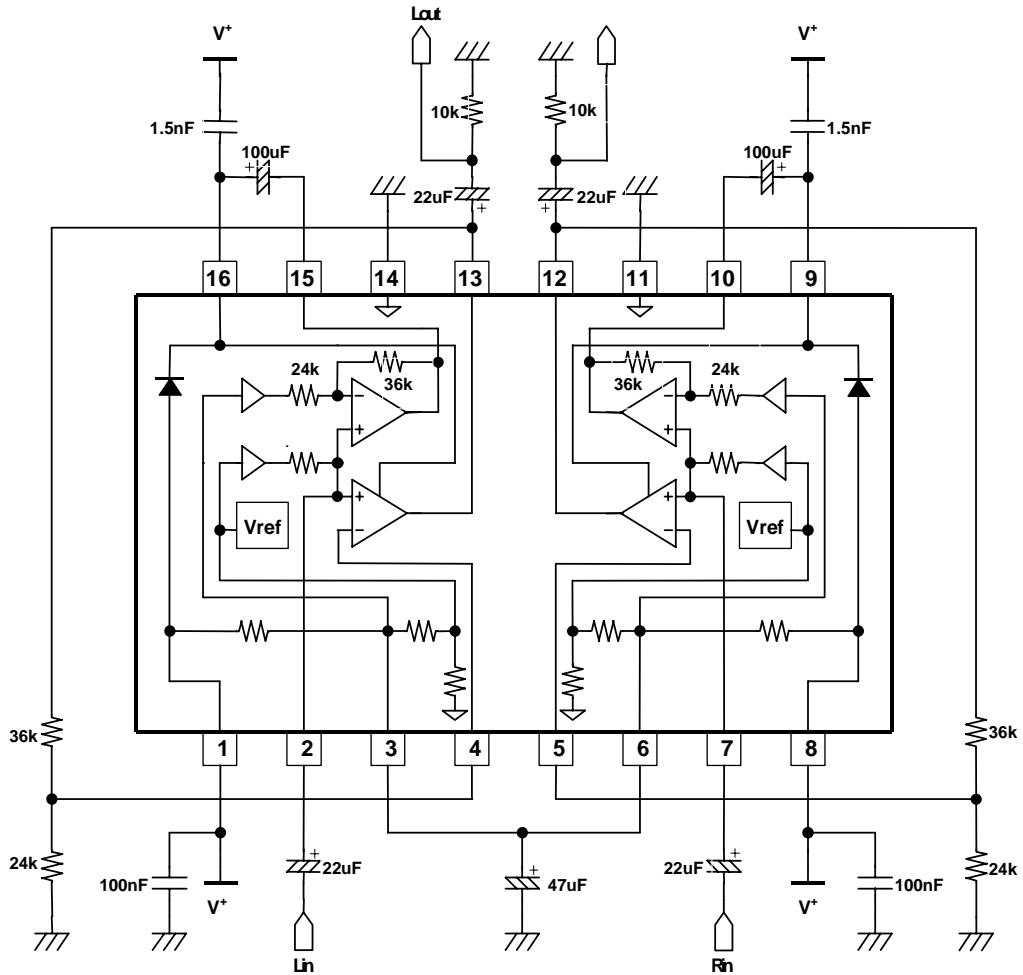 Lout
V+
V+
10k
10k
1.5nF
1.5nF
100uF
+
100uF
+
22uF
+
22uF
+
16
15
14
13
12
11
10
9
24k
36k
36k
24k
−
+
−
+
+
−
+
−
Vref
Vref
36k
36k
1
2
3
4
5
6
7
8
24k
24k
100nF
V+
22uF
+
47uF
+
22uF
+
V+
100nF
Lin
Rin